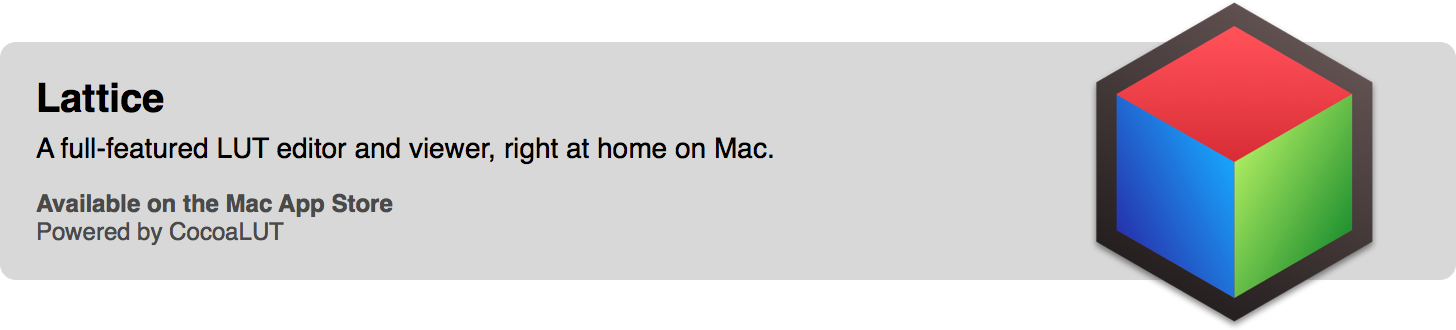 Lattice
A full-featured LUT editor and viewer, right at home on Mac.
Available on the Mac App Store
Powered by CocoaLUT